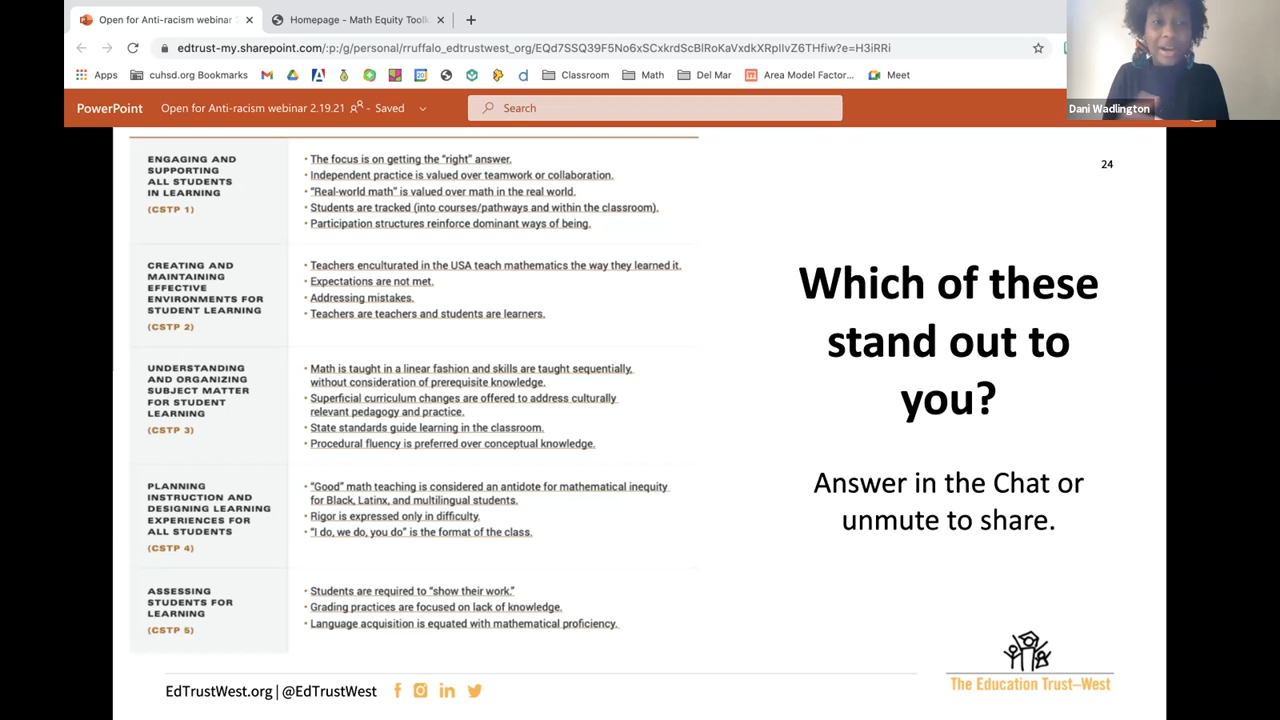 Open for Anti-racism webinar 2
Homepage - Math Equity Toolk
edtrust-my.sharepoint.com/:p:/g/personal/rruffalo_edtrustwest_org/EQd7SSQ39F5No6xSCxkrdScBlRoKaVxdkXRpIlvZ6THfiw?e=H3iRRi
Apps cuhsd.org Bookmarks Classroom Math Del Mar Area Model Factor... Meet
Dani Wadlington
PowerPoint Open for Anti-racism webinar 2.19.21 - Saved Search
24
ENGAGING AND
SUPPORTING
ALL STUDENTS
IN LEARNING
(CSTP 1)
• The focus is on getting the "right" answer.
• Independent practice is valued over teamwork or collaboration.
• "Real-world math" is valued over math in the real world.
• Students are tracked (into courses/pathways and within the classroom).
• Participation structures reinforce dominant ways of being.
CREATING AND
MAINTAINING
EFFECTIVE
ENVIRONMENTS FOR
STUDENT LEARNING
(CSTP 2)
• Teachers enculturated in the USA teach mathematics the way they learned it.
• Expectations are not met.
• Addressing mistakes.
• Teachers are teachers and students are learners.
UNDERSTANDING
AND ORGANIZING
SUBJECT MATTER
FOR STUDENT
LEARNING
(CSTP 3)
• Math is taught in a linear fashion and skills are taught sequentially,
without consideration of prerequisite knowledge.
• Superficial curriculum changes are offered to address culturally
relevant pedagogy and practice.
• State standards guide learning in the classroom.
• Procedural fluency is preferred over conceptual knowledge.
PLANNING
INSTRUCTION AND
DESIGNING LEARNING
EXPERIENCES FOR
ALL STUDENTS
(CSTP 4)
• "Good" math teaching is considered an antidote for mathematical inequity
for Black, Latinx, and multilingual students.
• Rigor is expressed only in difficulty.
• "I do, we do, you do" is the format of the class.
ASSESSING
STUDENTS FOR
LEARNING
(CSTP 5)
• Students are required to "show their work."
• Grading practices are focused on lack of knowledge.
• Language acquisition is equated with mathematical proficiency.
Which of these
stand out to
you?
Answer in the Chat or
unmute to share.
EdTrustWest.org | @EdTrustWest
The Education Trust—West